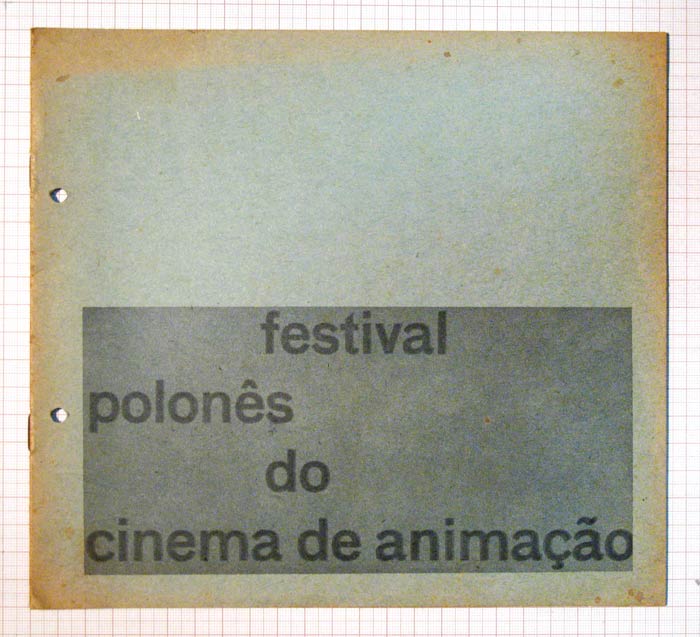 festival
polonês
do
cinema de animação